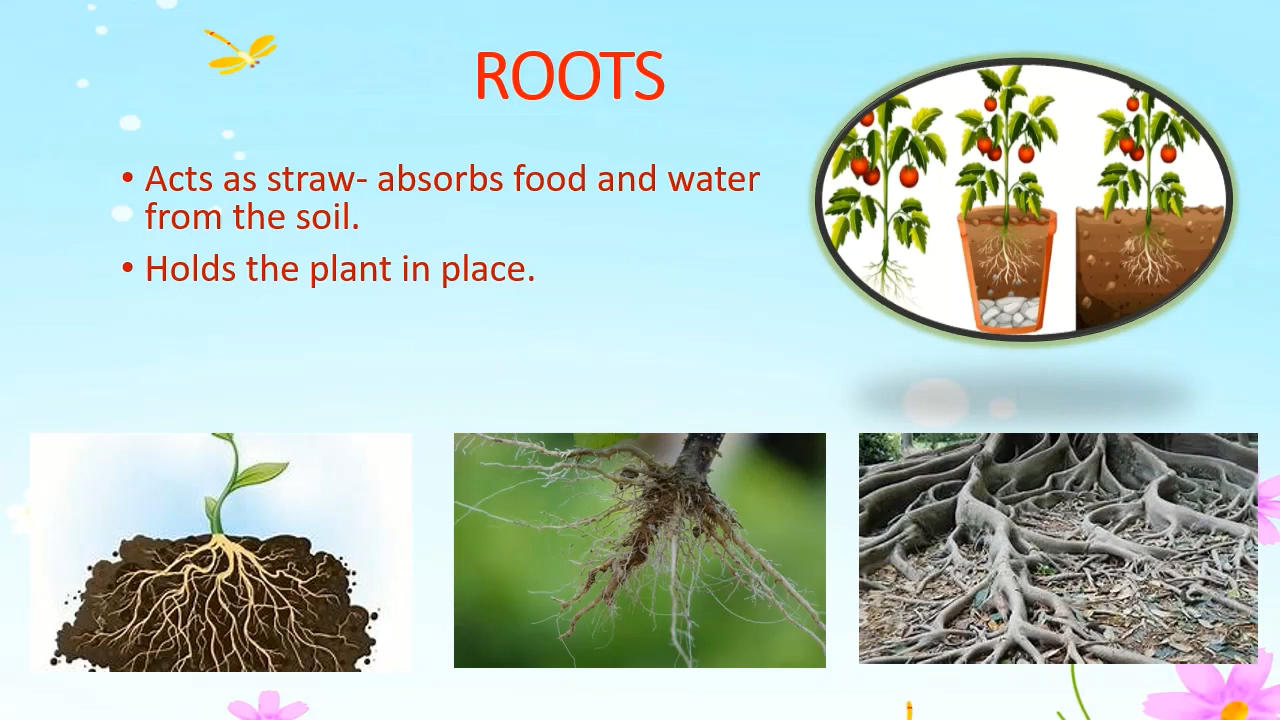 ROOTS
• Acts as straw- absorbs food and water
from the soil.
• Holds the plant in place.